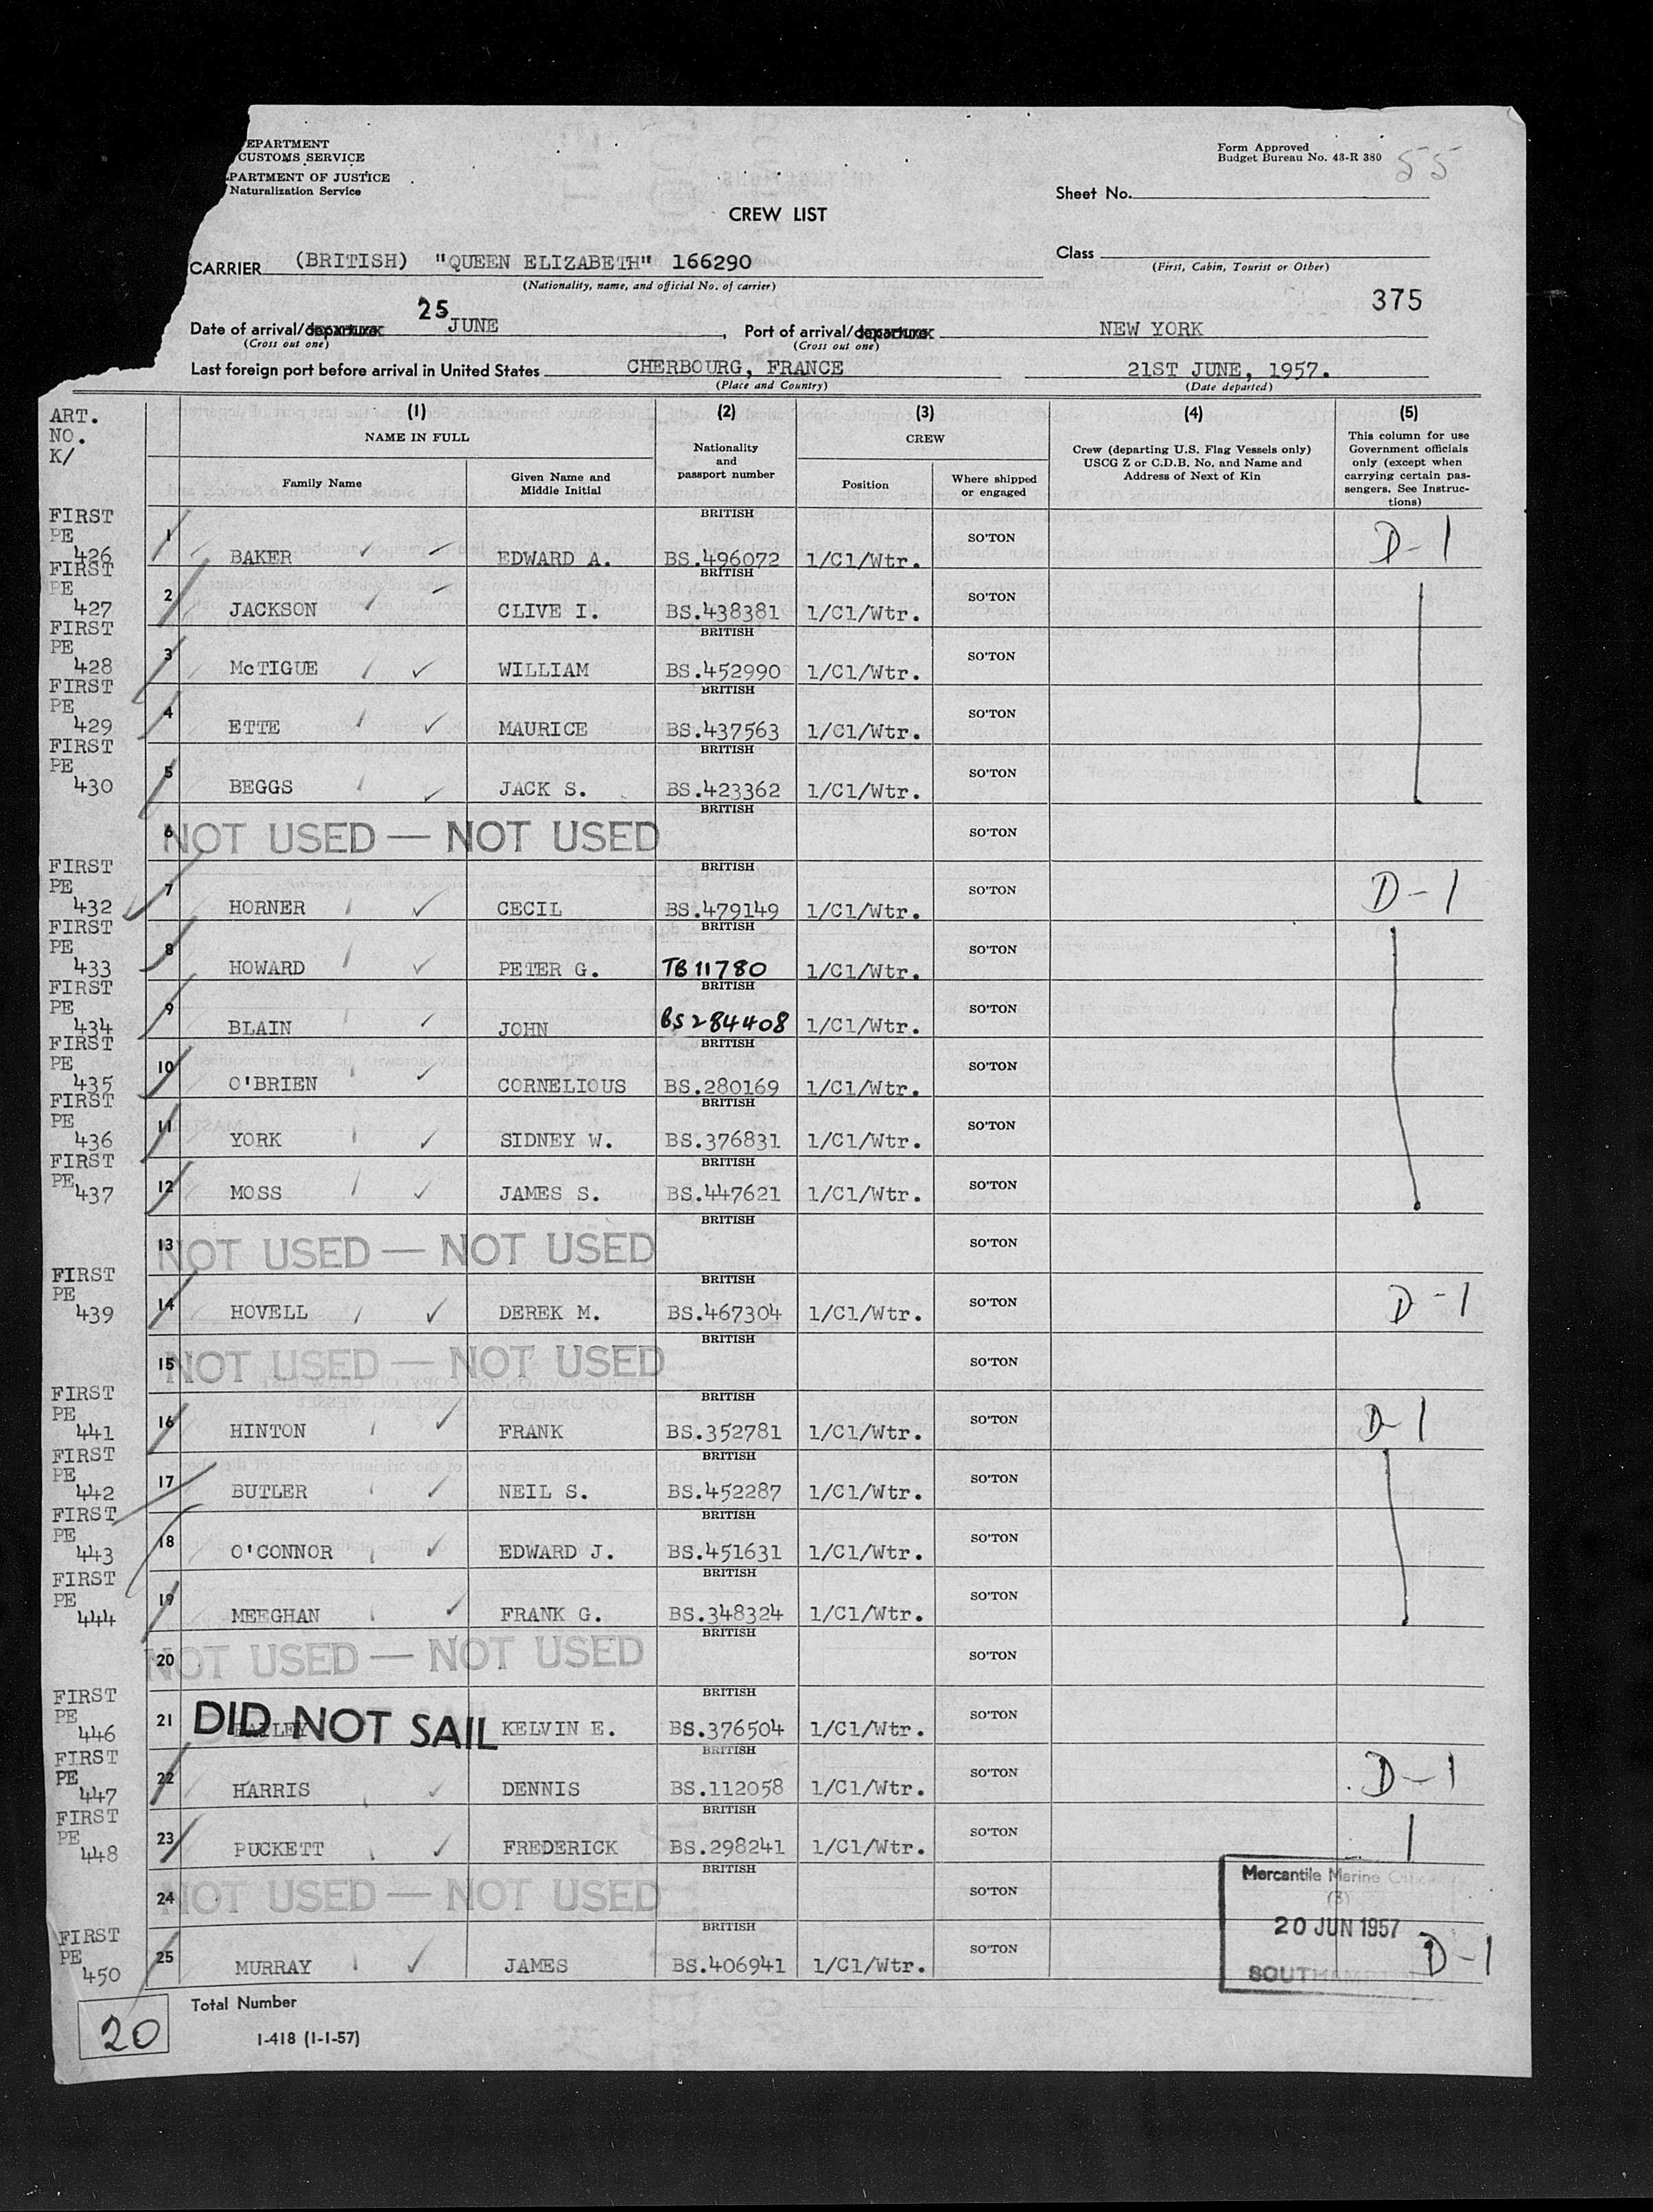 EPARTMENT
CUSTOMS SERVICE
PARTMENT OF JUSTICE
Naturalization Service
Form Approved
Budget Bureau No. 43-R 380
55
Sheet No.
CREW LIST
CARRIER (BRITISH) "QUEEN ELIZABETH" 166290
(Nationality, name, and official No. of carrier)
Class
(First, Cabin, Tourist or Other)
375
Date of arrival/departure 25 JUNE, Port of arrival/departure NEW YORK
(Cross out one) (Cross out one)
Last foreign port before arrival in United States CHERBOURG, FRANCE 21ST JUNE, 1957.
(Place and Country) (Date departed)
ART. NO. K/
(1) (2) (3) (4) (5)
NAME IN FULL
Family Name
Given Name and Middle Initial
Nationality and passport number
CREW
Position
Where shipped or engaged
Crew (departing U.S. Flag Vessels only) USCG Z or C.D.B. No. and Name and Address of Next of Kin
This column for use Government officials only (except when carrying certain passengers. See Instructions)
FIRST PE 426 1 BAKER EDWARD A. BRITISH BS.496072 1/Cl/Wtr. SO'TON D-1
FIRST PE 427 2 JACKSON CLIVE I. BRITISH BS.438381 1/Cl/Wtr. SO'TON
FIRST PE 428 3 McTIGUE WILLIAM BRITISH BS.452990 1/Cl/Wtr. SO'TON
FIRST PE 429 4 ETTE MAURICE BRITISH BS.437563 1/Cl/Wtr. SO'TON
FIRST PE 430 5 BEGGS JACK S. BRITISH BS.423362 1/Cl/Wtr. SO'TON
6 NOT USED — NOT USED BRITISH SO'TON
FIRST PE 432 7 HORNER CECIL BRITISH BS.479149 1/Cl/Wtr. SO'TON D-1
FIRST PE 433 8 HOWARD PETER G. BRITISH TB11780 1/Cl/Wtr. SO'TON
FIRST PE 434 9 BLAIN JOHN BRITISH BS284408 1/Cl/Wtr. SO'TON
FIRST PE 435 10 O'BRIEN CORNELIOUS BRITISH BS.280169 1/Cl/Wtr. SO'TON
FIRST PE 436 11 YORK SIDNEY W. BRITISH BS.376831 1/Cl/Wtr. SO'TON
FIRST PE 437 12 MOSS JAMES S. BRITISH BS.447621 1/Cl/Wtr. SO'TON
13 NOT USED — NOT USED BRITISH SO'TON
FIRST PE 439 14 HOVELL DEREK M. BRITISH BS.467304 1/Cl/Wtr. SO'TON D-1
15 NOT USED — NOT USED BRITISH SO'TON
FIRST PE 441 16 HINTON FRANK BRITISH BS.352781 1/Cl/Wtr. SO'TON D-1
FIRST PE 442 17 BUTLER NEIL S. BRITISH BS.452287 1/Cl/Wtr. SO'TON
FIRST PE 443 18 O'CONNOR EDWARD J. BRITISH BS.451631 1/Cl/Wtr. SO'TON
FIRST PE 444 19 MEEGHAN FRANK G. BRITISH BS.348324 1/Cl/Wtr. SO'TON
20 NOT USED — NOT USED BRITISH SO'TON
FIRST PE 446 21 DID NOT SAIL KELVIN E. BRITISH BS.376504 1/Cl/Wtr. SO'TON
FIRST PE 447 22 HARRIS DENNIS BRITISH BS.112058 1/Cl/Wtr. SO'TON D-1
FIRST PE 448 23 PUCKETT FREDERICK BRITISH BS.298241 1/Cl/Wtr. SO'TON
24 NOT USED — NOT USED BRITISH SO'TON
FIRST PE 450 25 MURRAY JAMES BRITISH BS.406941 1/Cl/Wtr. SO'TON D-1
Mercantile Marine
(3)
20 JUN 1957
20
Total Number
I-418 (1-1-57)